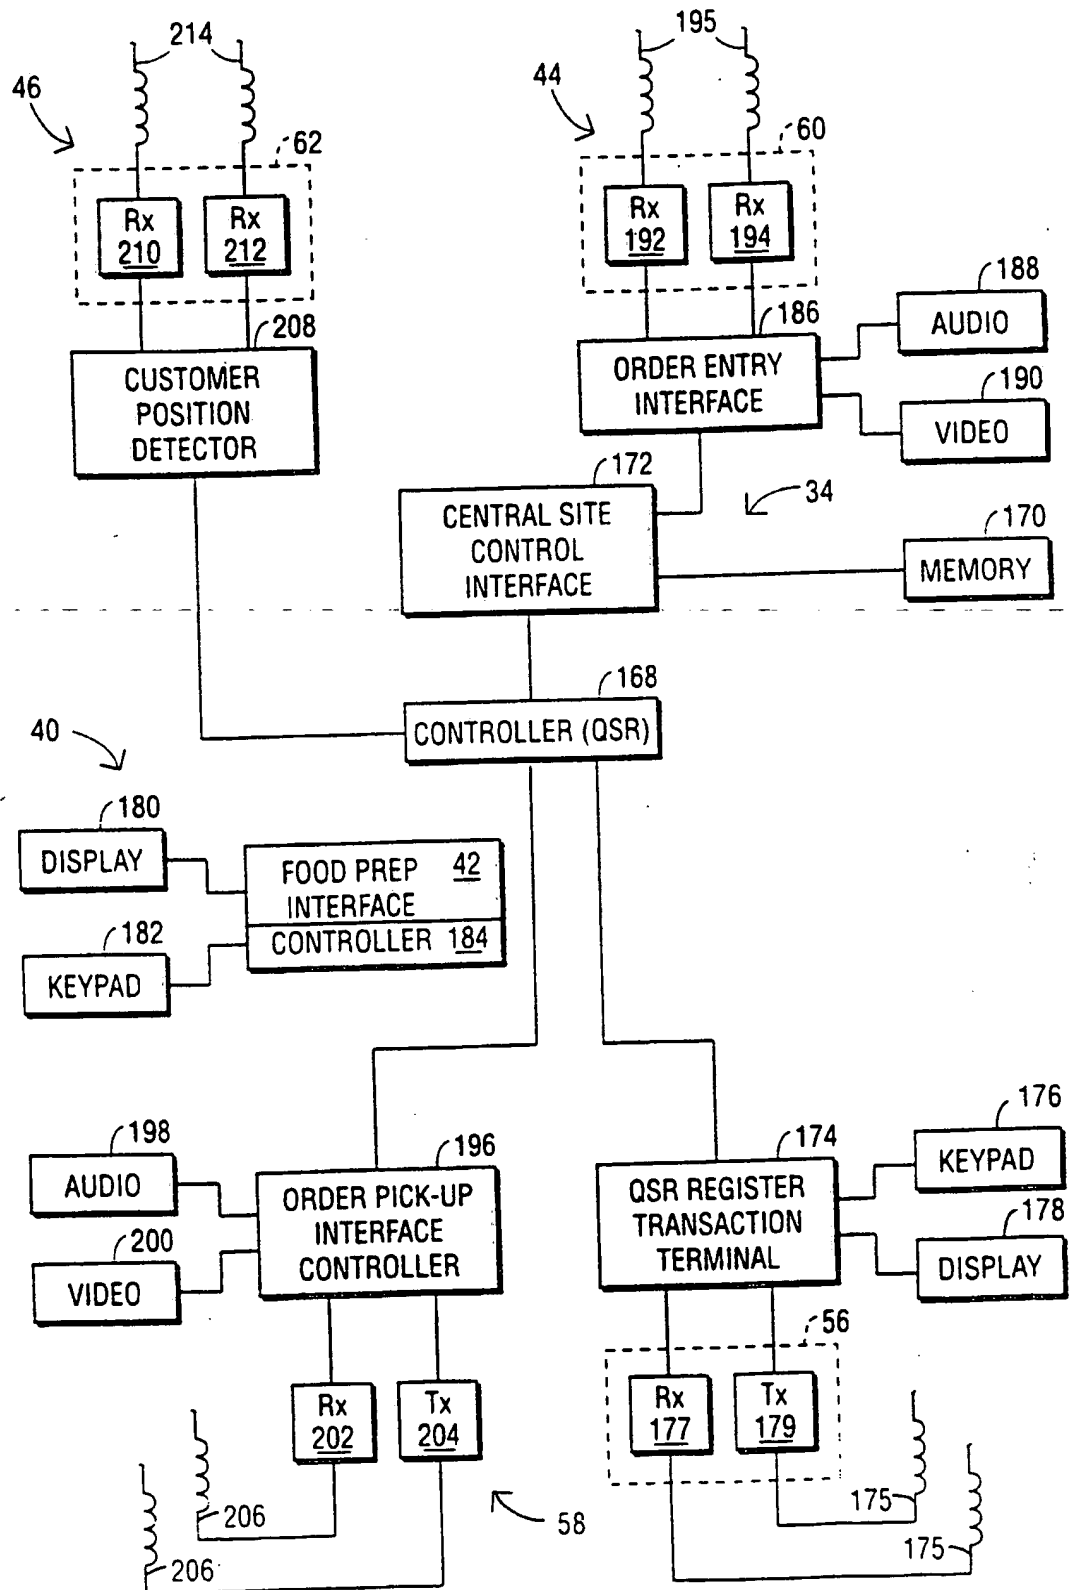 214
195
46
44
62
60
Rx
210
Rx
212
Rx
192
Rx
194
188
AUDIO
208
186
CUSTOMER
POSITION
DETECTOR
ORDER ENTRY
INTERFACE
190
VIDEO
172
34
CENTRAL SITE
CONTROL
INTERFACE
170
MEMORY
168
CONTROLLER (QSR)
40
180
DISPLAY
FOOD PREP 42
INTERFACE
182
CONTROLLER 184
KEYPAD
198
AUDIO
196
174
176
KEYPAD
ORDER PICK-UP
INTERFACE
CONTROLLER
QSR REGISTER
TRANSACTION
TERMINAL
200
VIDEO
178
DISPLAY
56
Rx
202
Tx
204
Rx
177
Tx
179
206
58
175
206
175